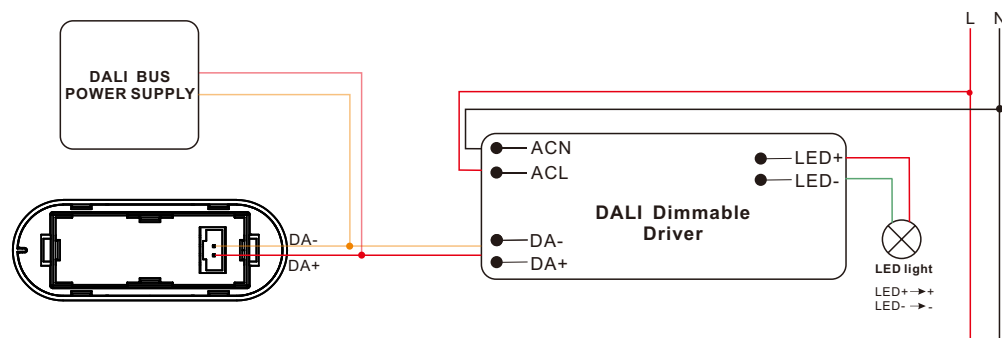 L N
DALI BUS
POWER SUPPLY
ACN
ACL
LED+
LED-
DALI Dimmable
Driver
DA-
DA+
DA-
DA+
LED light
LED+→+
LED-→-